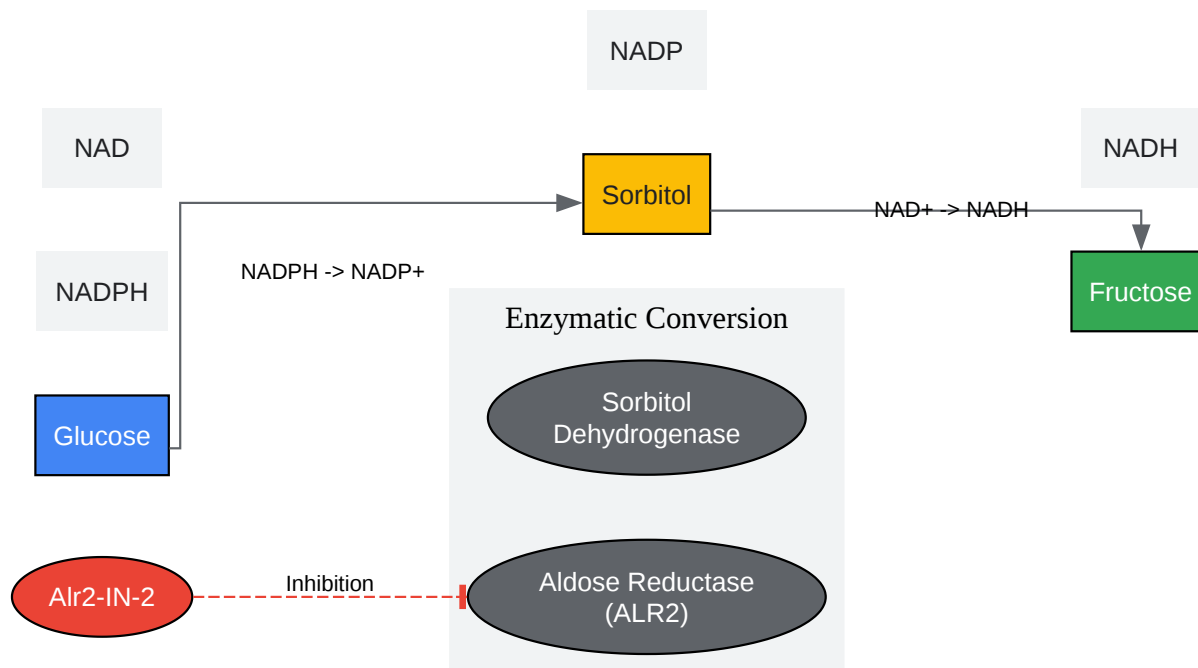 NADP
NAD
NADH
Sorbitol
NAD+ -> NADH
NADPH
NADPH -> NADP+
Fructose
Enzymatic Conversion
Sorbitol
Dehydrogenase
Glucose
Alr2-IN-2
Inhibition
Aldose Reductase
(ALR2)